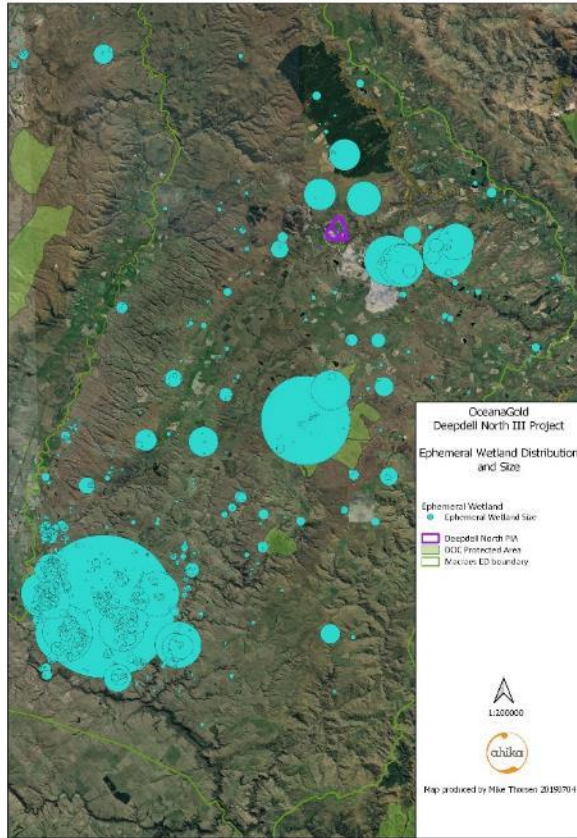 OceanaGold
Deepdell North III Project
Ephemeral Wetland Distribution
and Size
Ephemeral Wetland
Ephemeral Wetland Size
Deepdell North PIA
DOC Protected Area
Macraes ED boundary
1:200000
ahika
Map produced by Mike Thorsen 20190704